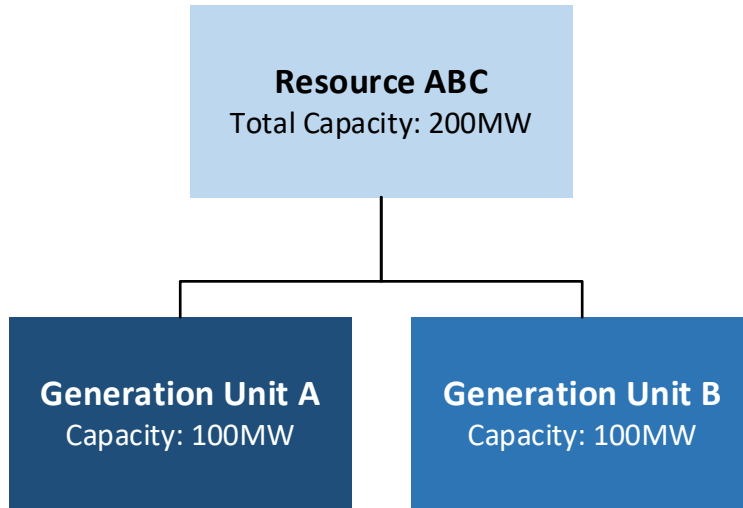 Resource ABC
Total Capacity: 200MW
Generation Unit A
Capacity: 100MW
Generation Unit B
Capacity: 100MW